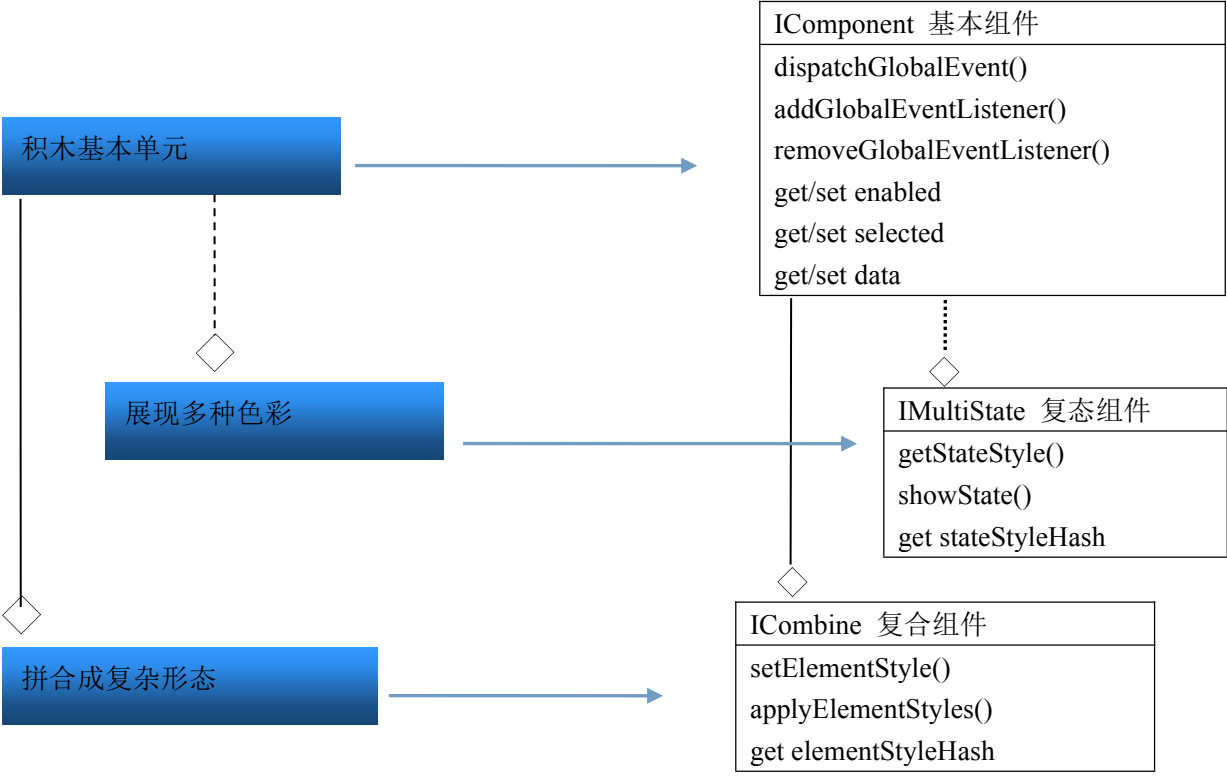 IComponent 基本组件
dispatchGlobalEvent()
addGlobalEventListener()
removeGlobalEventListener()
get/set enabled
get/set selected
get/set data
积木基本单元
展现多种色彩
IMultiState 复态组件
getStateStyle()
showState()
get stateStyleHash
拼合成复杂形态
ICombine 复合组件
setElementStyle()
applyElementStyles()
get elementStyleHash